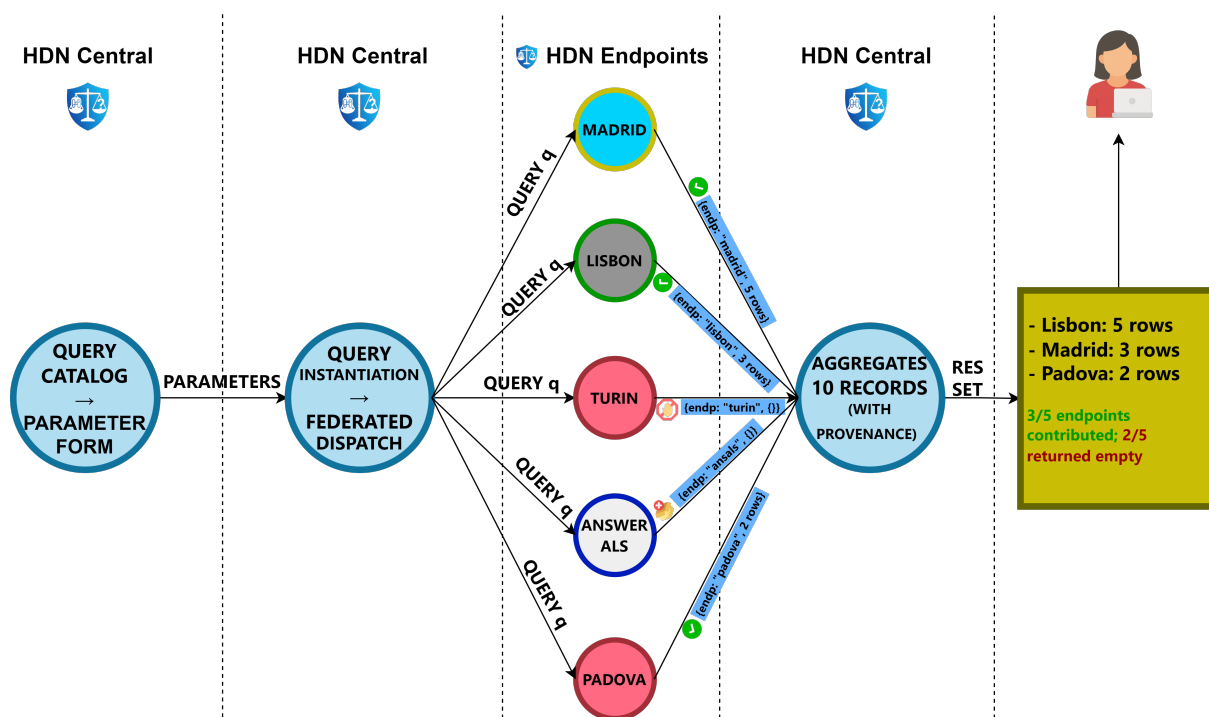 HDN Central
HDN Central
HDN Endpoints
HDN Central
QUERY
CATALOG
→
PARAMETER
FORM
PARAMETERS
QUERY
INSTANTIATION
→
FEDERATED
DISPATCH
QUERY q
QUERY q
QUERY q
QUERY q
QUERY q
MADRID
LISBON
TURIN
ANSWER
ALS
PADOVA
{endp: "madrid", 5 rows}
{endp: "lisbon", 3 rows}
{endp: "turin", {}}
{endp: "ansals", {}}
{endp: "padova", 2 rows}
AGGREGATES
10 RECORDS
(WITH
PROVENANCE)
RES
SET
- Lisbon: 5 rows
- Madrid: 3 rows
- Padova: 2 rows
3/5 endpoints
contributed; 2/5
returned empty